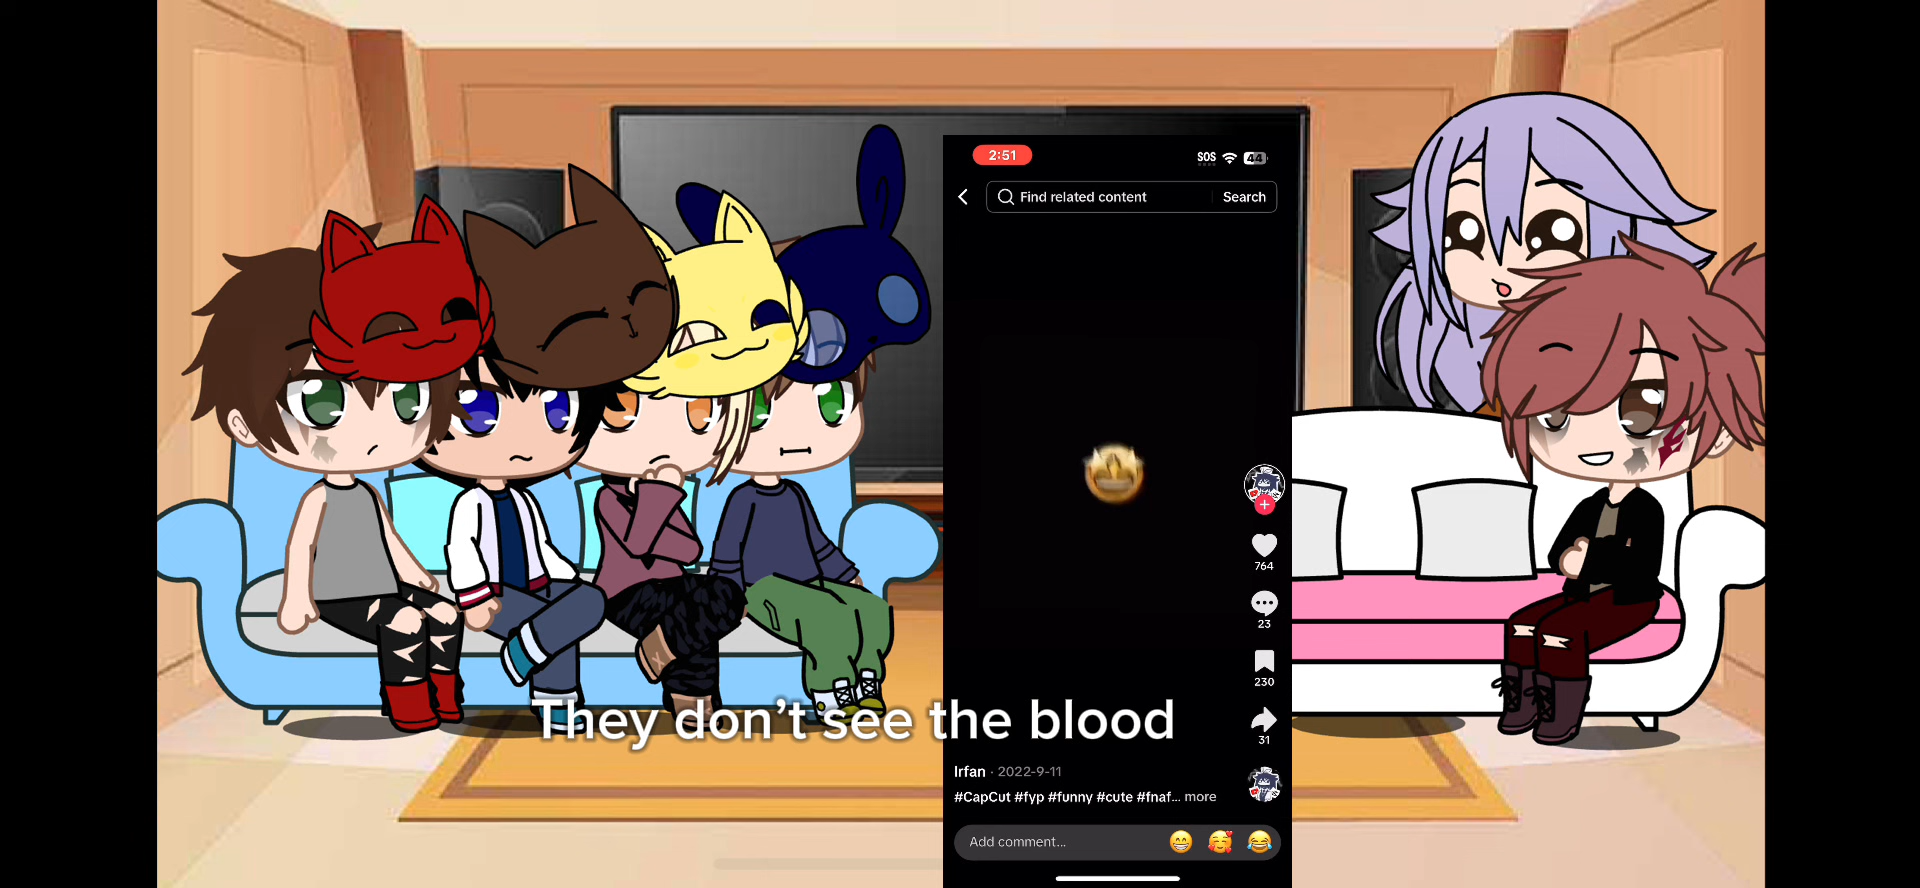 2:51
SOS
44
Find related content
Search
764
23
230
31
They don't see the blood
Irfan · 2022-9-11
#CapCut #fyp #funny #cute #fnaf... more
Add comment...